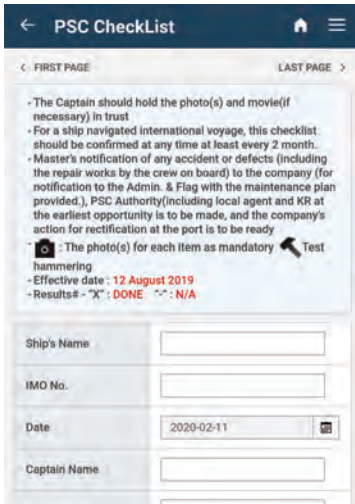 PSC CheckList
FIRST PAGE
LAST PAGE
- The Captain should hold the photo(s) and movie(if
necessary) in trust
- For a ship navigated international voyage, this checklist
should be confirmed at any time at least every 2 month.
- Master's notification of any accident or defects (including
the repair works by the crew on board) to the company (for
notification to the Admin. & Flag with the maintenance plan
provided.), PSC Authority(including local agent and KR at
the earliest opportunity is to be made, and the company's
action for rectification at the port is to be ready
- : The photo(s) for each item as mandatory Test
hammering
- Effective date : 12 August 2019
- Results# - "X" : DONE "-" : N/A
Ship's Name
IMO No.
Date 2020-02-11
Captain Name